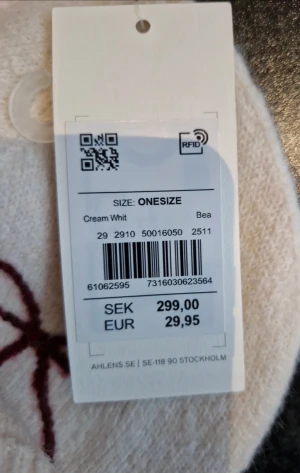 RFID
SIZE: ONESIZE
Cream Whit Bea
29 2910 50016050 2511
61062595 7316030623564
SEK 299,00
EUR 29,95
AHLENS SE | SE-118 90 STOCKHOLM